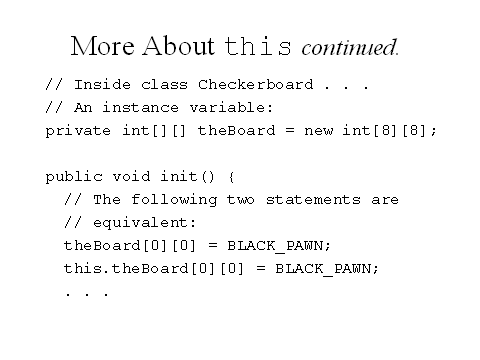 More About this continued.
// Inside class Checkerboard . . .
// An instance variable:
private int[][] theBoard = new int[8][8];
public void init() {
// The following two statements are
// equivalent:
theBoard[0][0] = BLACK_PAWN;
this.theBoard[0][0] = BLACK_PAWN;
. . .